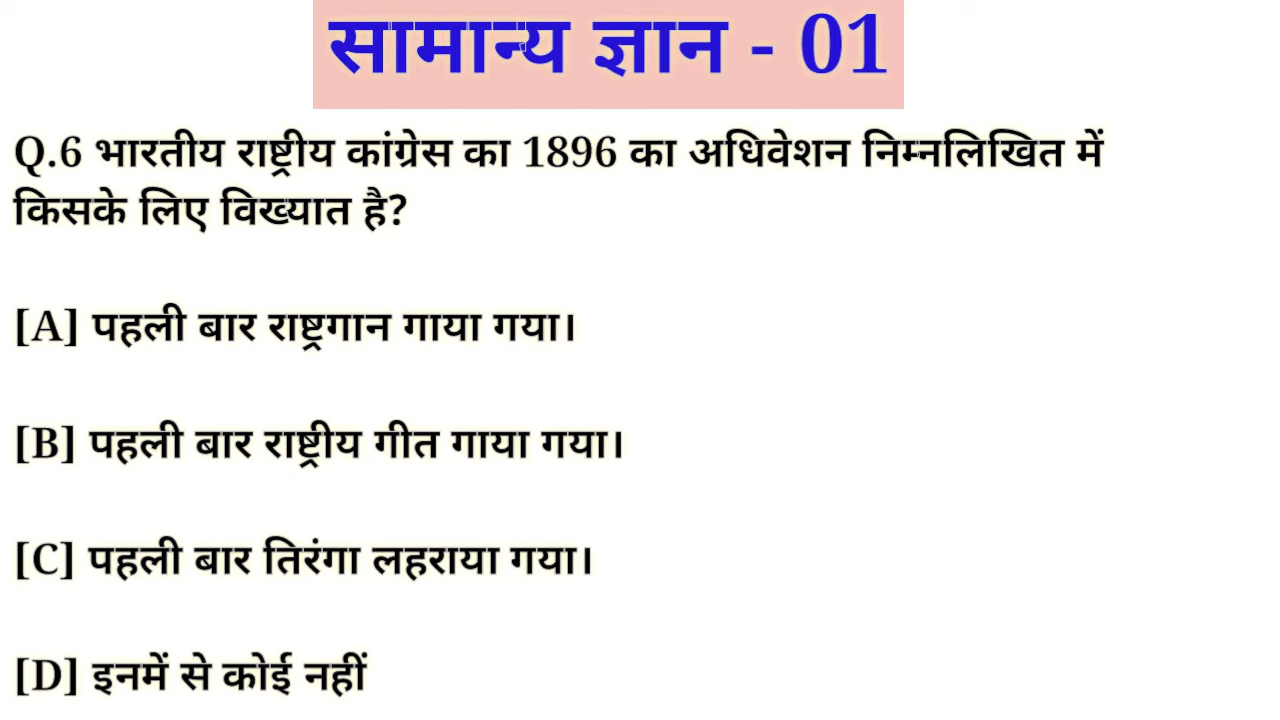 सामान्य ज्ञान - 01
Q.6 भारतीय राष्ट्रीय कांग्रेस का 1896 का अधिवेशन निम्नलिखित में
किसके लिए विख्यात है?
[A] पहली बार राष्ट्रगान गाया गया।
[B] पहली बार राष्ट्रीय गीत गाया गया।
[C] पहली बार तिरंगा लहराया गया।
[D] इनमें से कोई नहीं